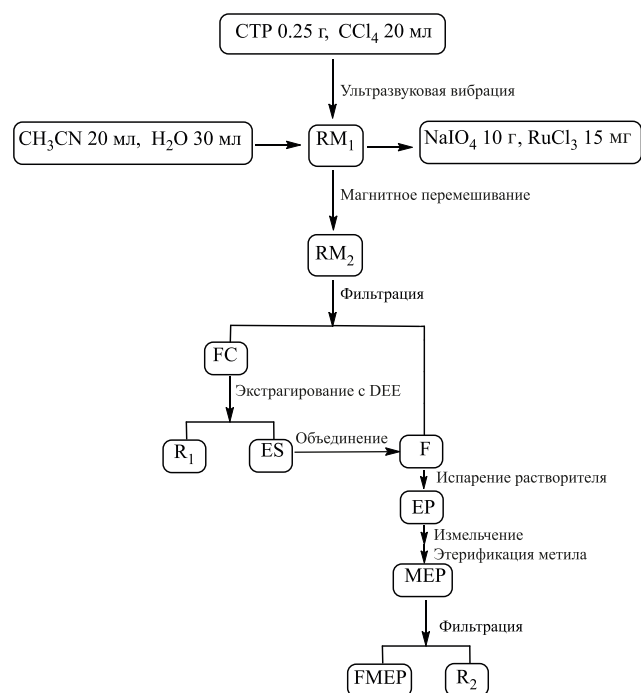 CTP 0.25 г, CCl₄ 20 мл
Ультразвуковая вибрация
CH₃CN 20 мл, H₂O 30 мл
RM₁
NaIO₄ 10 г, RuCl₃ 15 мг
Магнитное перемешивание
RM₂
Фильтрация
FC
Экстрагирование с DEE
R₁
ES
Объединение
F
Испарение растворителя
EP
Измельчение
Этерификация метила
MEP
Фильтрация
FMEP
R₂